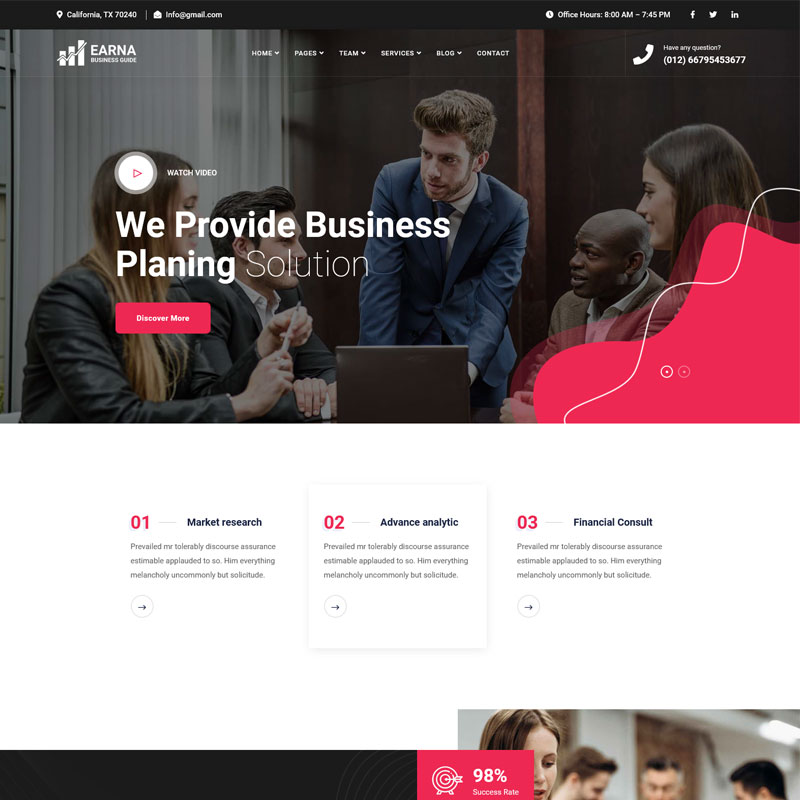 California, TX 70240
Info@gmail.com
Office Hours: 8:00 AM – 7:45 PM
EARNA
BUSINESS GUIDE
HOME
PAGES
TEAM
SERVICES
BLOG
CONTACT
Have any question?
(012) 66795453677
WATCH VIDEO
We Provide Business
Planing Solution
Discover More
01 Market research
Prevailed mr tolerably discourse assurance
estimable applauded to so. Him everything
melancholy uncommonly but solicitude.
02 Advance analytic
Prevailed mr tolerably discourse assurance
estimable applauded to so. Him everything
melancholy uncommonly but solicitude.
03 Financial Consult
Prevailed mr tolerably discourse assurance
estimable applauded to so. Him everything
melancholy uncommonly but solicitude.
98%
Success Rate